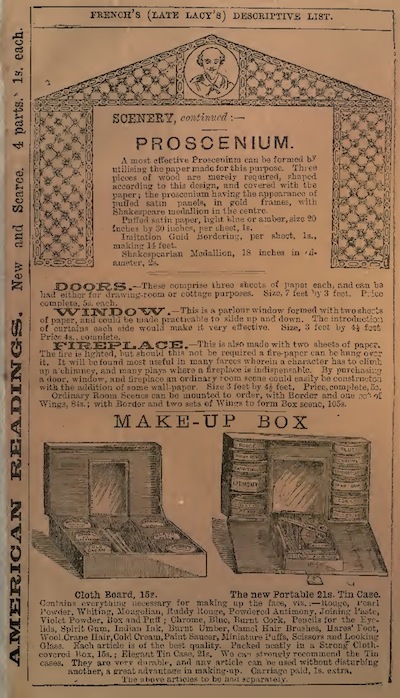 FRENCH'S (LATE LACY'S) DESCRIPTIVE LIST.
SCENERY, continued:—
PROSCENIUM.
A most effective Proscenium can be formed by
utilising the paper made for this purpose. Three
pieces of wood are merely required, shaped
according to this design, and covered with the
paper; the proscenium having the appearance of
puffed satin panels, in gold frames, with
Shakespeare medallion in the centre.
Puffed satin paper, light blue or amber, size 20
inches by 30 inches, per sheet, 1s.
Imitation Gold Bordering, per sheet, 1s.,
making 14 feet.
Shakespearian Medallion, 18 inches in di-
ameter, 2s.
DOORS.—These comprise three sheets of paper each, and can be
had either for drawing-room or cottage purposes. Size, 7 feet by 3 feet. Price
complete, 5s. each.
WINDOW.—This is a parlour window formed with two sheets
of paper, and could be made practicable to slide up and down. The introduction
of curtains each side would make it very effective. Size, 3 feet by 4½ feet
Price 4s., complete.
FIREPLACE.—This is also made with two sheets of paper.
The fire is lighted, but should this not be required a fire-paper can be hung over
it. It will be found most useful in many farces wherein a character has to climb
up a chimney, and many plays where a fireplace is indispensable. By purchasing
a door, window, and fireplace an ordinary room scene could easily be constructed
with the addition of some wall-paper. Size 3 feet by 4½ feet. Price, complete, 5s.
Ordinary Room Scenes can be mounted to order, with Border and one set of
Wings, 84s.; with Border and two sets of Wings to form Box scene, 105s.
MAKE-UP BOX
Cloth Board, 15s.
The new Portable 21s. Tin Case.
Contains everything necessary for making up the face, viz.:—Rouge, Pearl
Powder, Whiting, Mongolian, Ruddy Rouge, Powdered Antimony, Joining Paste,
Violet Powder, Box and Puff; Chrome, Blue, Burnt Cork, Pencils for the Eye-
lids, Spirit Gum, Indian Ink, Burnt Umber, Camel Hair Brushes, Hares' Foot,
Wool, Crape Hair, Cold Cream, Paint Saucer, Miniature Puffs, Scissors and Looking
Glass. Each article is of the best quality. Packed neatly in a Strong Cloth-
covered Box, 15s.; Elegant Tin Case, 21s. We can strongly recommend the Tin
cases. They are very durable, and any article can be used without disturbing
another, a great advantage in making-up. Carriage paid, 1s. extra.
The above articles to be had separately.
AMERICAN READINGS. New and Scarce. 4 parts. 1s. each.